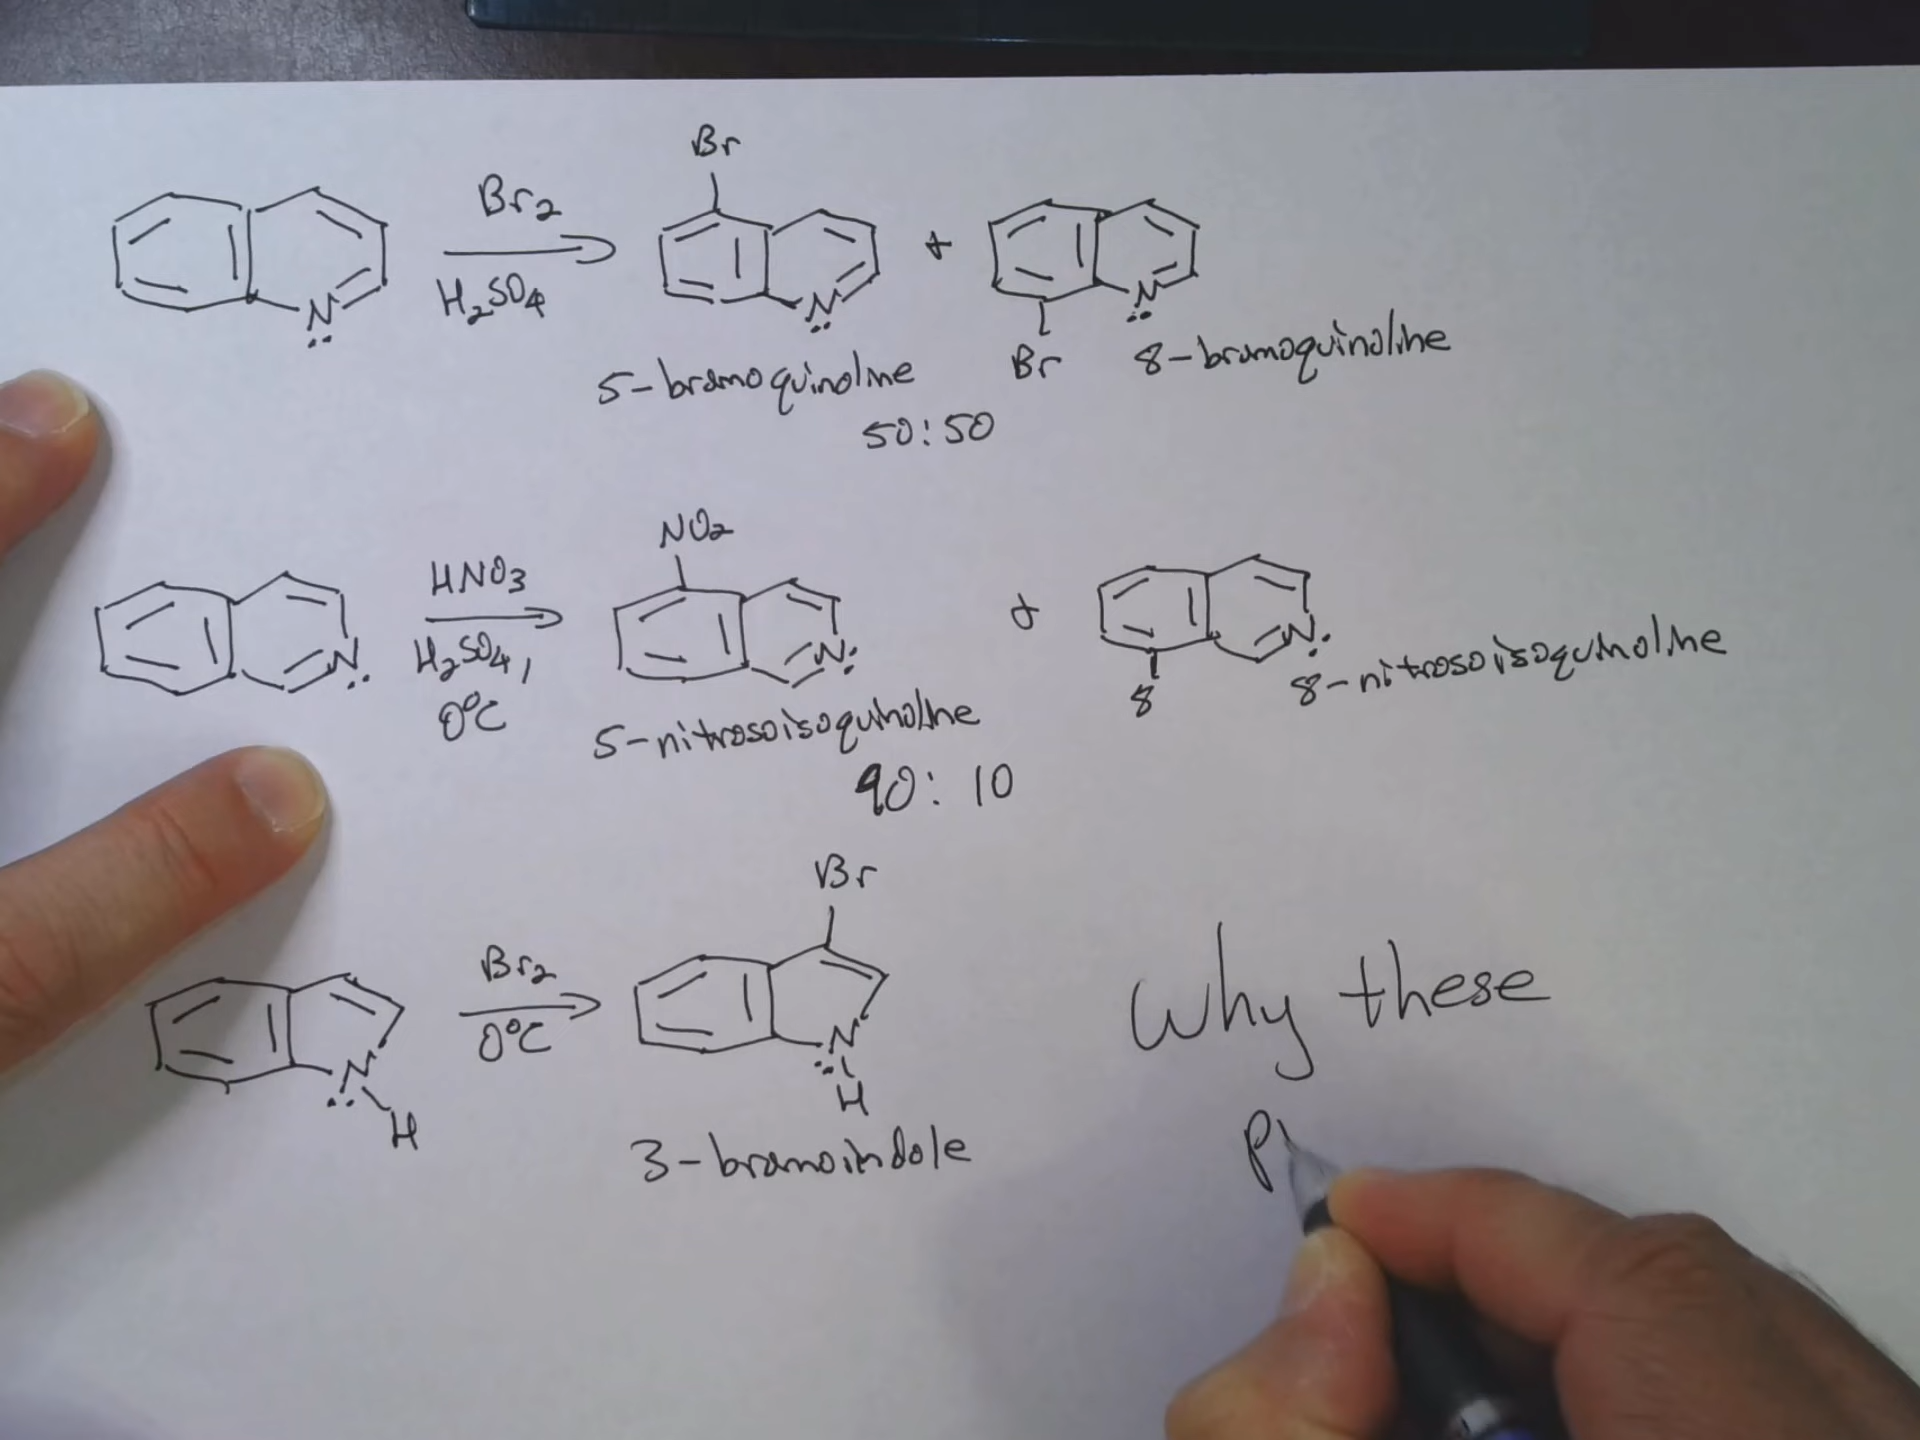 Br
Br2
H2SO4
N
N
+
N
5-bromoquinoline
Br
8-bromoquinoline
50:50
NO2
HNO3
H2SO4,
0°C
N
N
+
N
8
5-nitrosoisoquinoline
8-nitrosoisoquinoline
90:10
Br
Br2
0°C
N
H
N
H
3-bromoindole
Why these